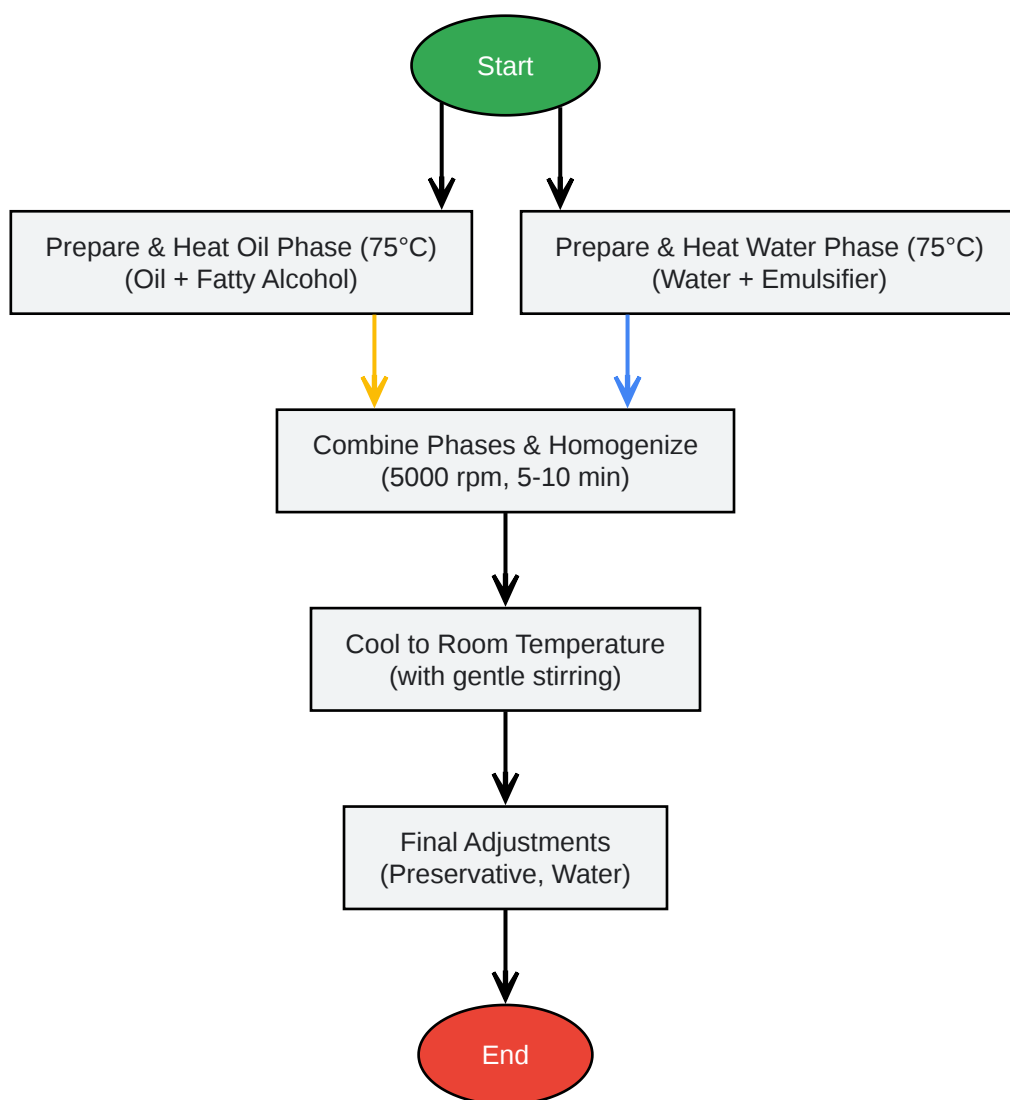 Start
Prepare & Heat Oil Phase (75°C)
(Oil + Fatty Alcohol)
Prepare & Heat Water Phase (75°C)
(Water + Emulsifier)
Combine Phases & Homogenize
(5000 rpm, 5-10 min)
Cool to Room Temperature
(with gentle stirring)
Final Adjustments
(Preservative, Water)
End